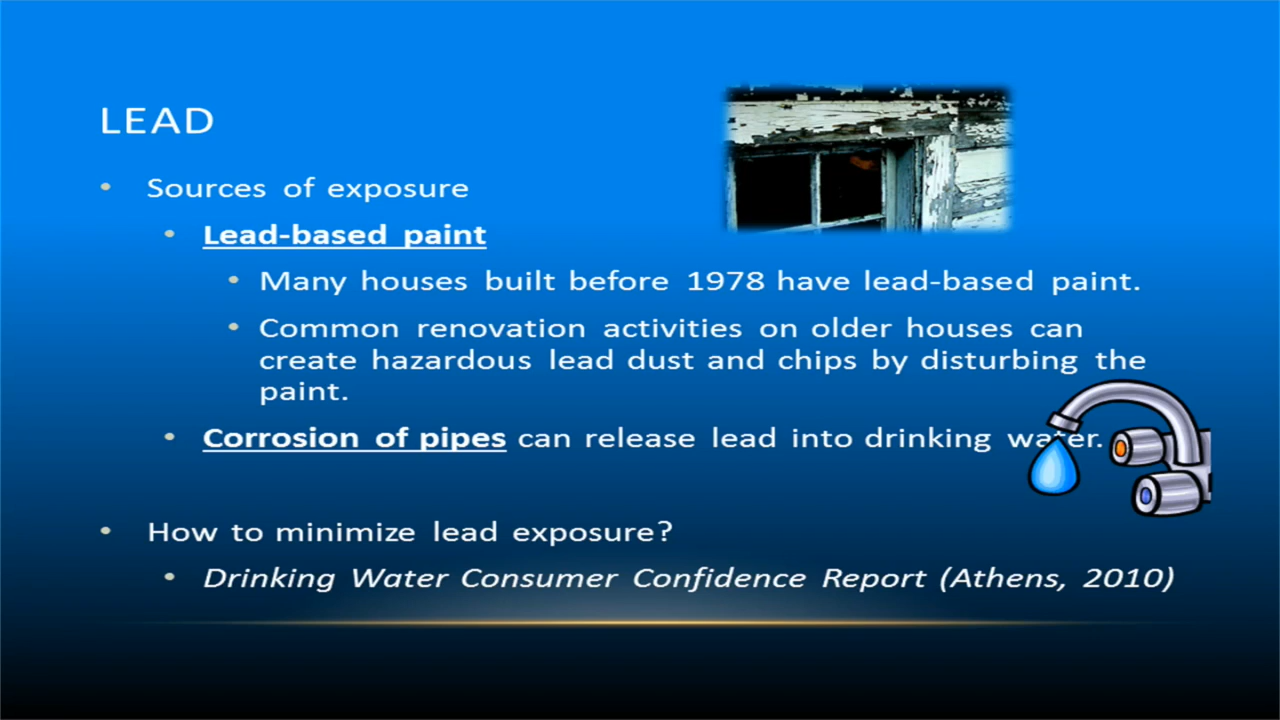 LEAD
• Sources of exposure
• Lead-based paint
• Many houses built before 1978 have lead-based paint.
• Common renovation activities on older houses can
create hazardous lead dust and chips by disturbing the
paint.
• Corrosion of pipes can release lead into drinking water.
• How to minimize lead exposure?
• Drinking Water Consumer Confidence Report (Athens, 2010)